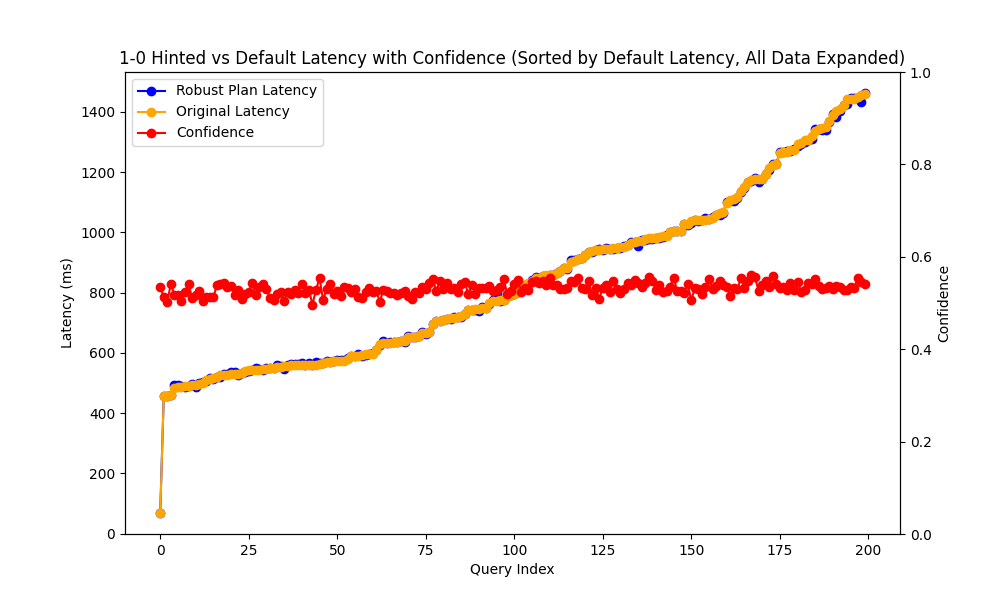 1-0 Hinted vs Default Latency with Confidence (Sorted by Default Latency, All Data Expanded)
Robust Plan Latency
Original Latency
Confidence
Latency (ms)
1400
1200
1000
800
600
400
200
0
1.0
0.8
0.6
0.4
0.2
0.0
Confidence
0 25 50 75 100 125 150 175 200
Query Index